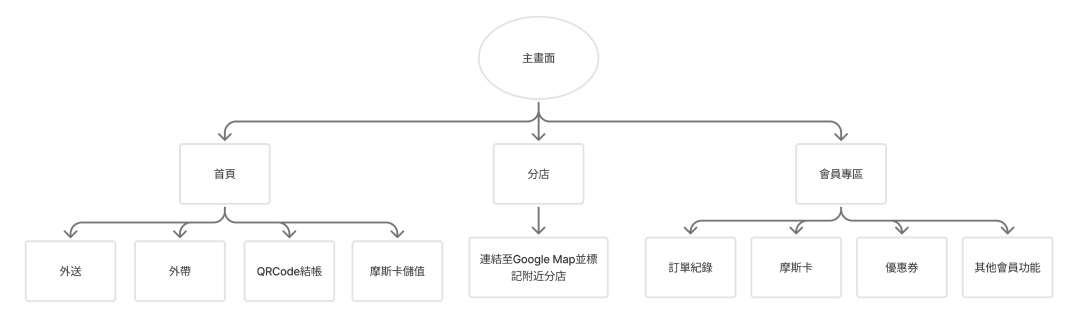 主畫面
首頁
分店
會員專區
外送
外帶
QRCode結帳
摩斯卡儲值
連結至Google Map並標
記附近分店
訂單紀錄
摩斯卡
優惠券
其他會員功能